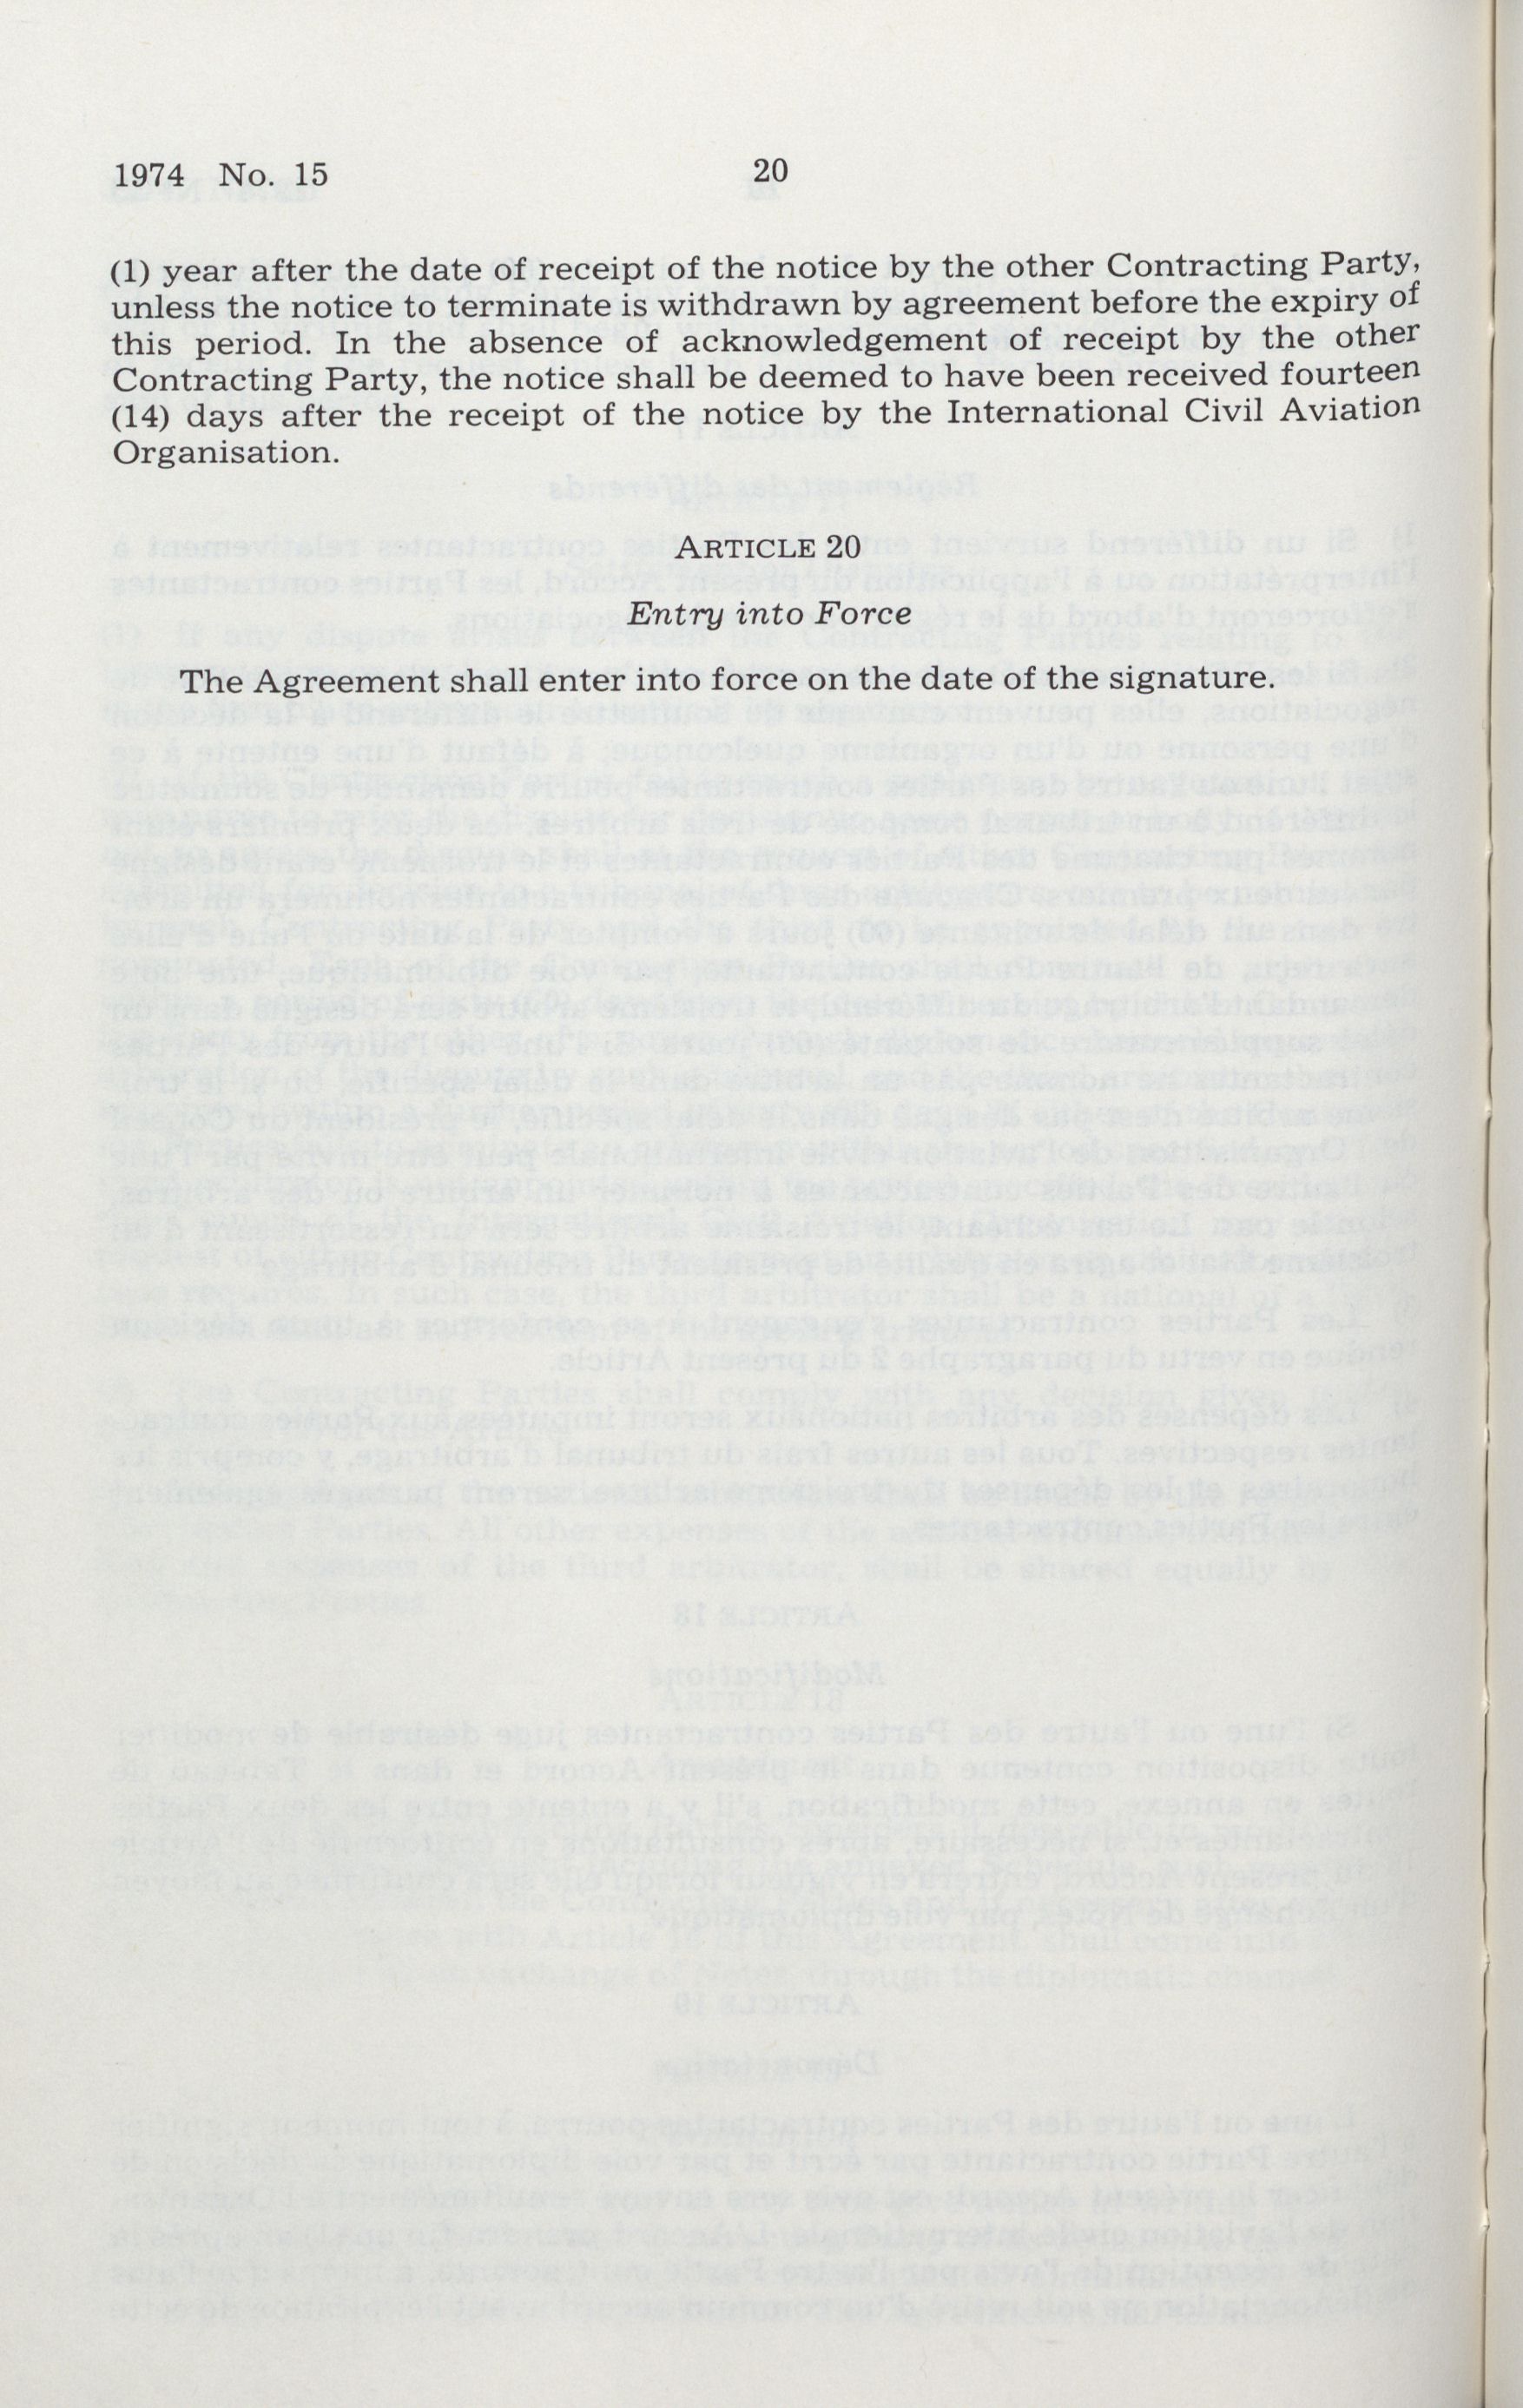 1974 No. 15
20
(1) year after the date of receipt of the notice by the other Contracting Party,
unless the notice to terminate is withdrawn by agreement before the expiry of
this period. In the absence of acknowledgement of receipt by the other
Contracting Party, the notice shall be deemed to have been received fourteen
(14) days after the receipt of the notice by the International Civil Aviation
Organisation.
ARTICLE 20
Entry into Force
The Agreement shall enter into force on the date of the signature.